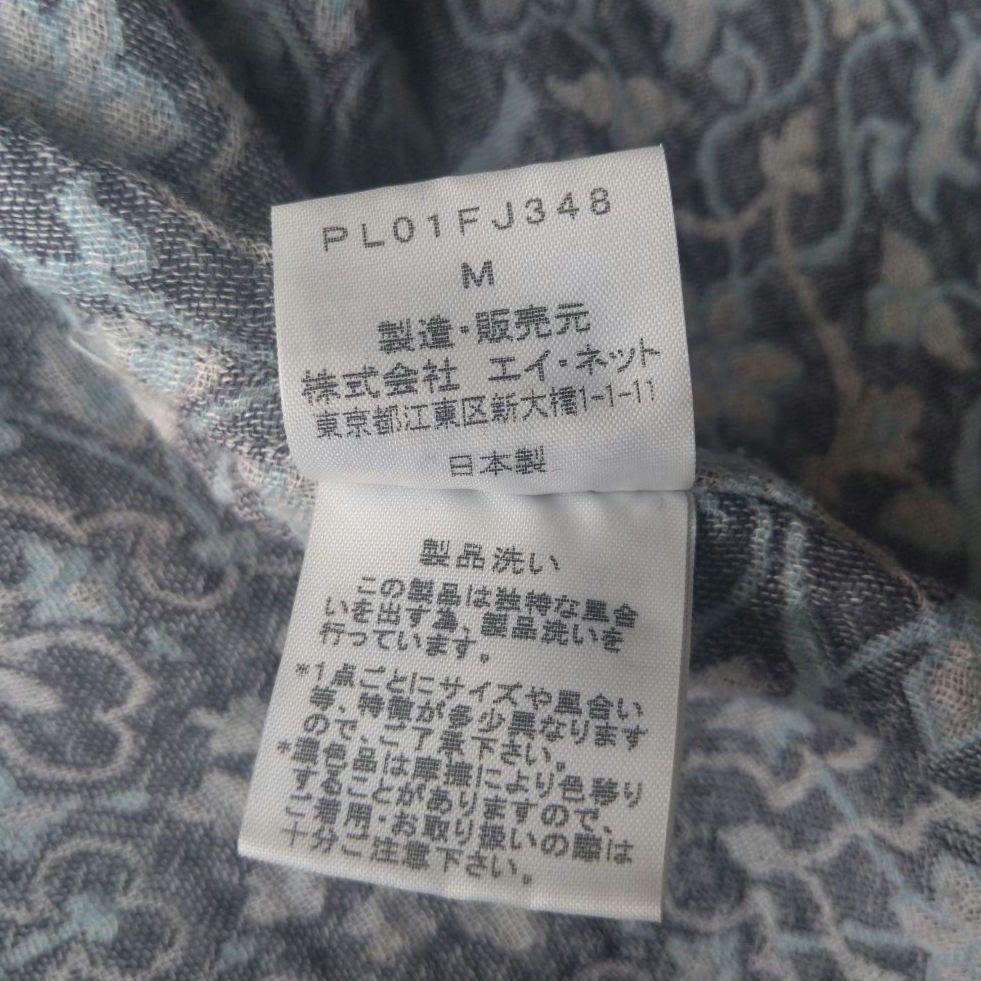 PL01FJ348
M
製造・販売元
株式会社 エイ・ネット
東京都江東区新大橋1-1-11
日本製
製品洗い
この製品は独特な風合
いを出す為、製品洗いを
行っています。
*1点ごとにサイズや風合い
等、特徴が多少異なります
ので、ご了承下さい。
*濃色品は摩擦により色移り
することがありますので、
ご着用・お取り扱いの際は
十分ご注意下さい。